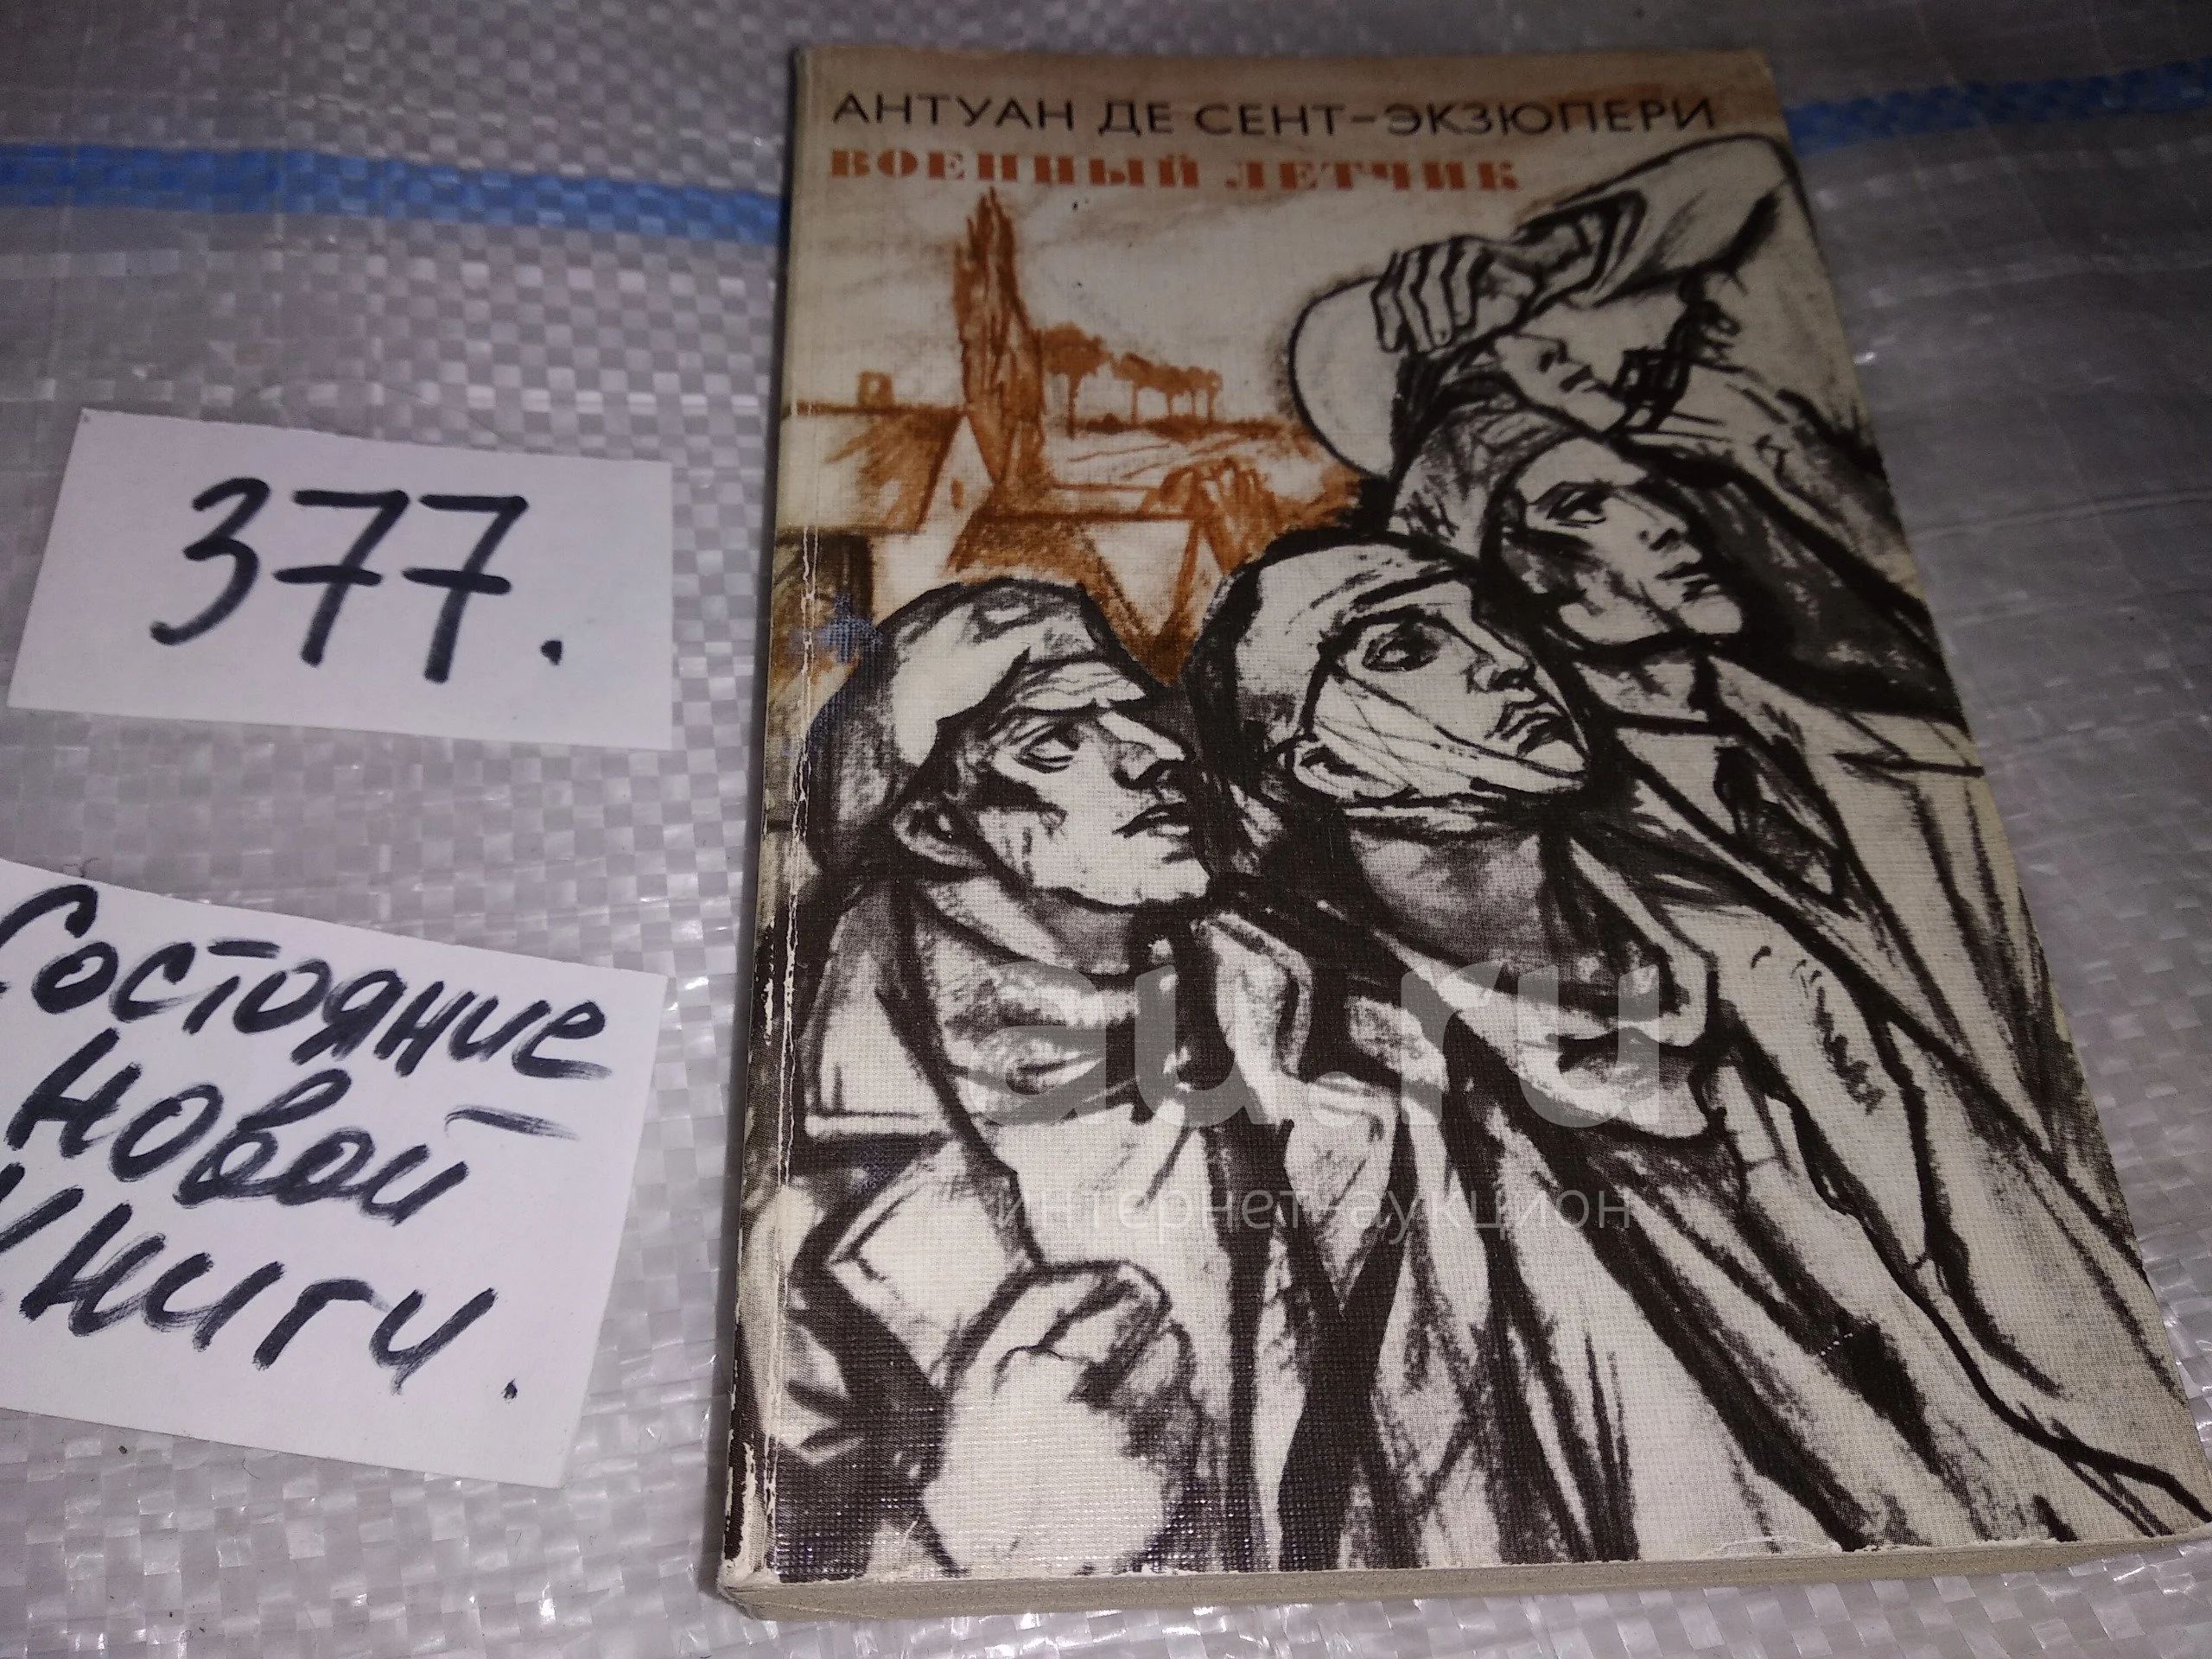 АНТУАН ДЕ СЕНТ-ЭКЗЮПЕРИ
ВОЕННЫЙ ЛЕТЧИК
377.
Состояние
новой
книги.
au.ru
интернет-аукцион